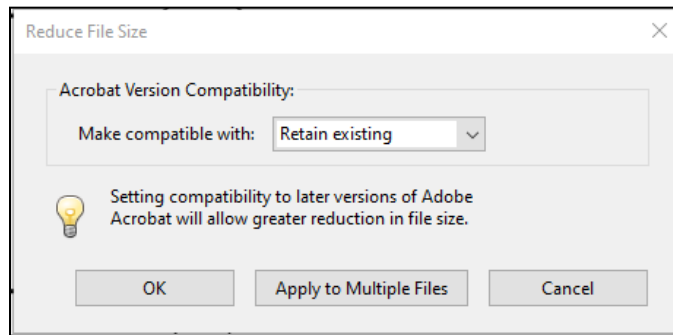 Reduce File Size
Acrobat Version Compatibility:
Make compatible with: Retain existing
Setting compatibility to later versions of Adobe
Acrobat will allow greater reduction in file size.
OK Apply to Multiple Files Cancel